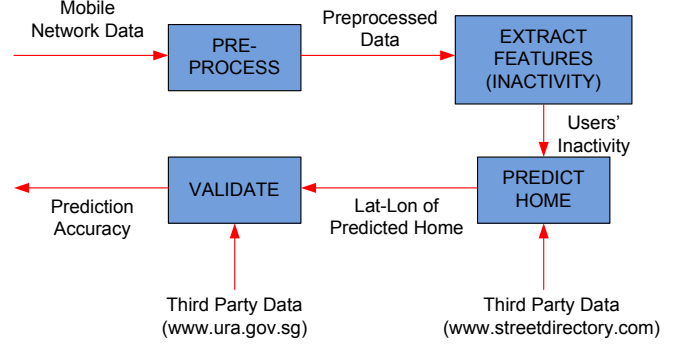 Mobile
Network Data
PRE-
PROCESS
Preprocessed
Data
EXTRACT
FEATURES
(INACTIVITY)
Users'
Inactivity
PREDICT
HOME
Lat-Lon of
Predicted Home
VALIDATE
Prediction
Accuracy
Third Party Data
(www.ura.gov.sg)
Third Party Data
(www.streetdirectory.com)